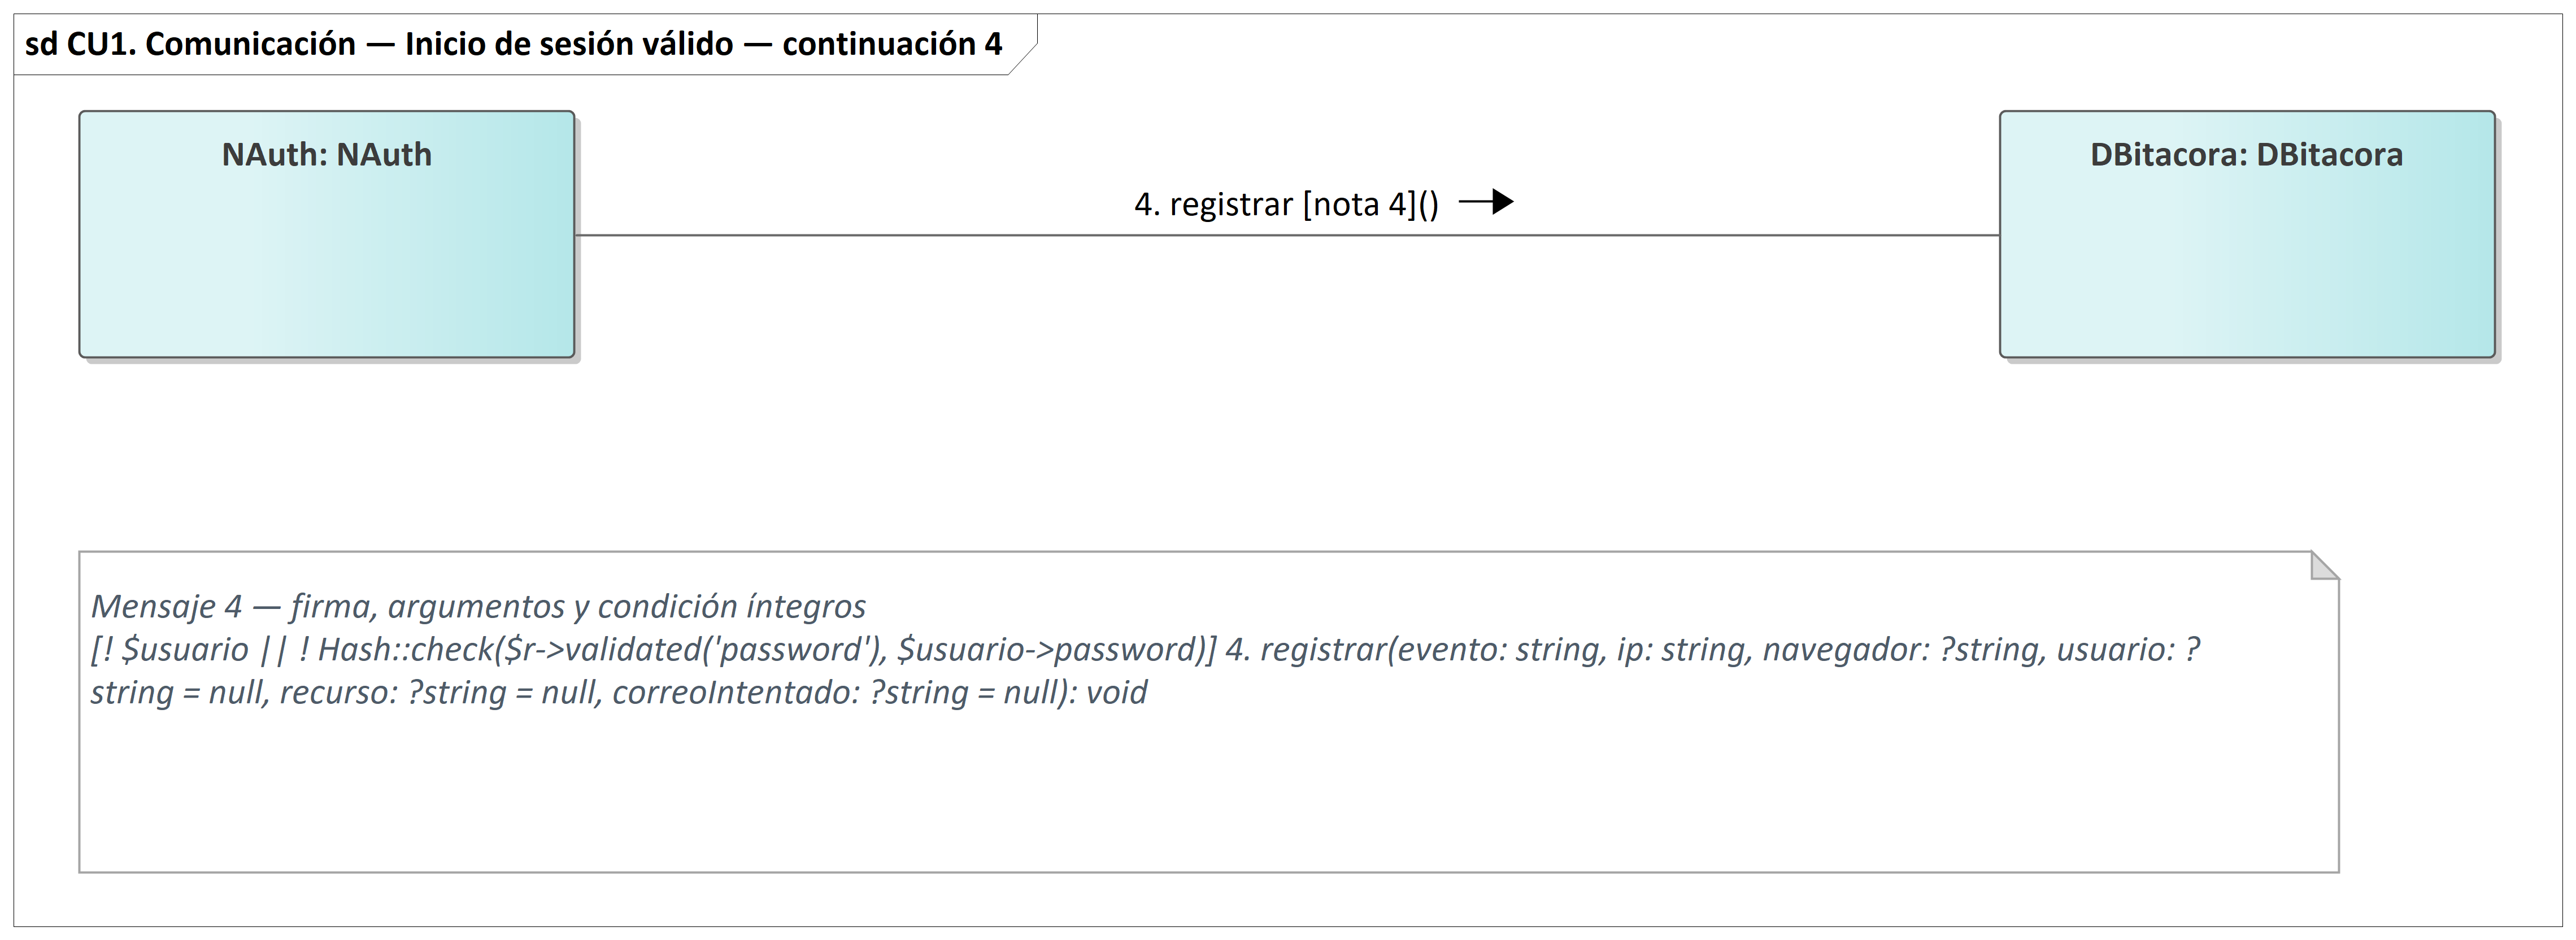 sd CU1. Comunicación — Inicio de sesión válido — continuación 4
NAuth: NAuth
DBitacora: DBitacora
4. registrar [nota 4]()
Mensaje 4 — firma, argumentos y condición íntegros
[! $usuario || ! Hash::check($r->validated('password'), $usuario->password)] 4. registrar(evento: string, ip: string, navegador: ?string, usuario: ?
string = null, recurso: ?string = null, correoIntentado: ?string = null): void